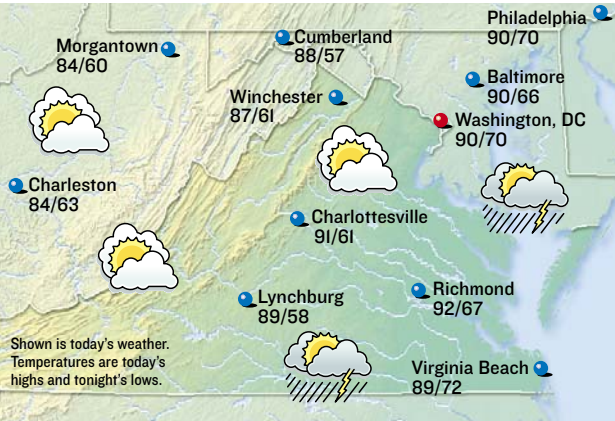 Philadelphia
90/70
Morgantown
84/60
Cumberland
88/57
Baltimore
90/66
Winchester
87/61
Washington, DC
90/70
Charleston
84/63
Charlottesville
91/61
Richmond
92/67
Lynchburg
89/58
Shown is today's weather.
Temperatures are today's
highs and tonight's lows.
Virginia Beach
89/72